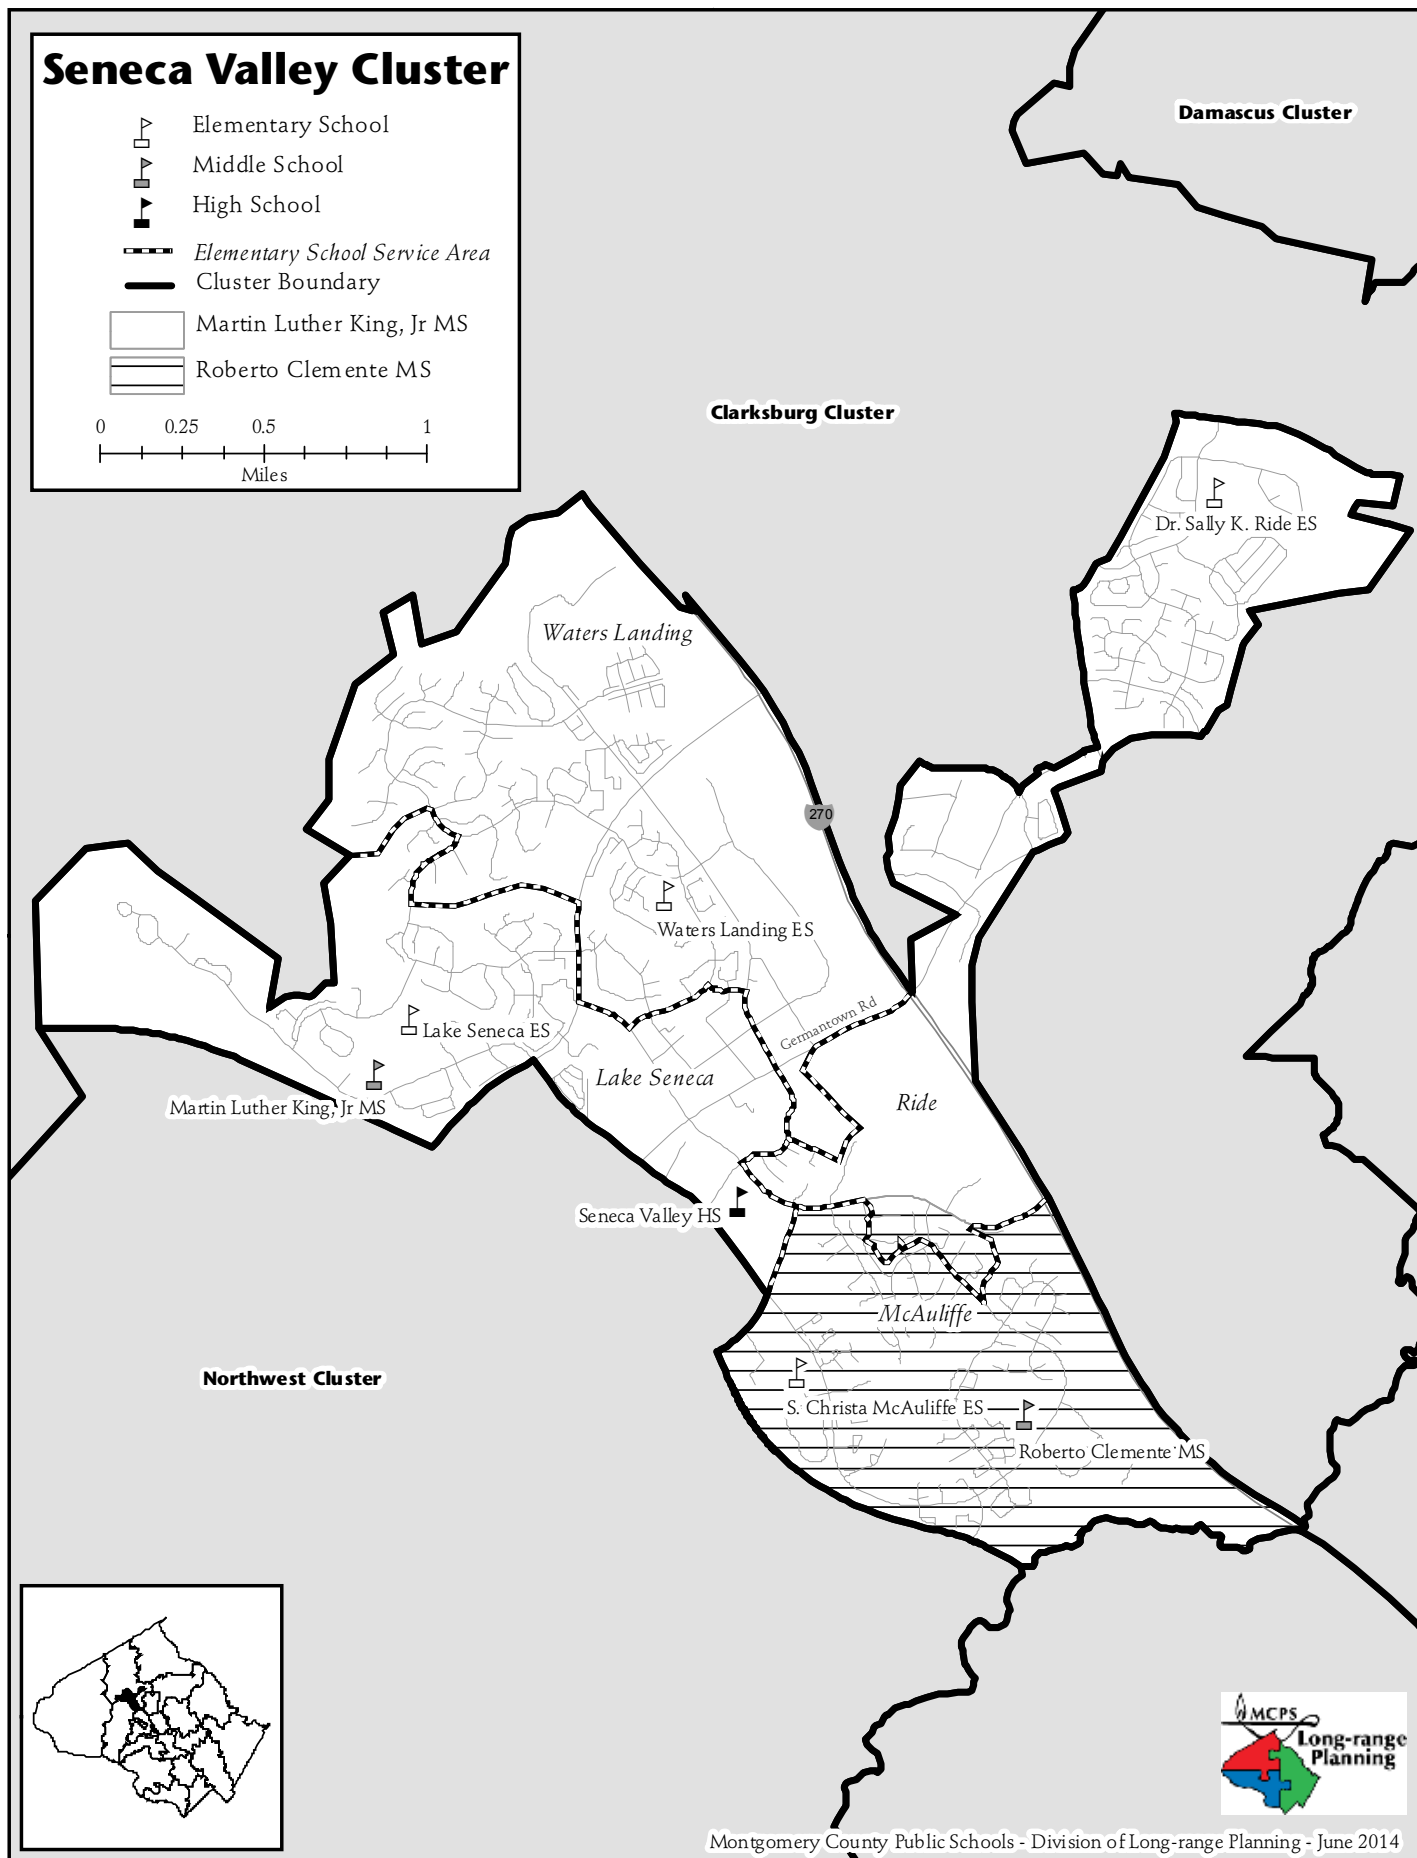 Seneca Valley Cluster
Elementary School
Middle School
High School
Elementary School Service Area
Cluster Boundary
Martin Luther King, Jr MS
Roberto Clemente MS
0 0.25 0.5 1
Miles
Damascus Cluster
Clarksburg Cluster
Dr. Sally K. Ride ES
Waters Landing
270
Waters Landing ES
Germantown Rd
Lake Seneca ES
Lake Seneca
Ride
Martin Luther King, Jr MS
Seneca Valley HS
McAuliffe
Northwest Cluster
S. Christa McAuliffe ES
Roberto Clemente MS
MCPS
Long-range
Planning
Montgomery County Public Schools - Division of Long-range Planning - June 2014